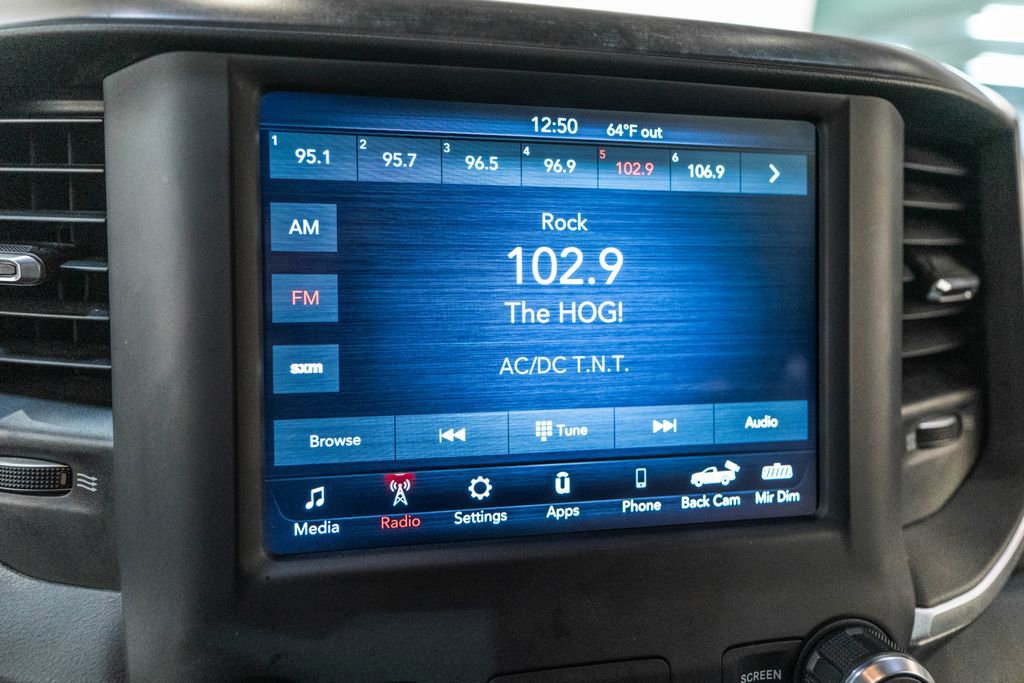 12:50 64°F out
1 95.1 2 95.7 3 96.5 4 96.9 5 102.9 6 106.9
AM
FM
sxm
Rock
102.9
The HOG!
AC/DC T.N.T.
Browse Tune Audio
Media Radio Settings Apps Phone Back Cam Mir Dim
SCREEN